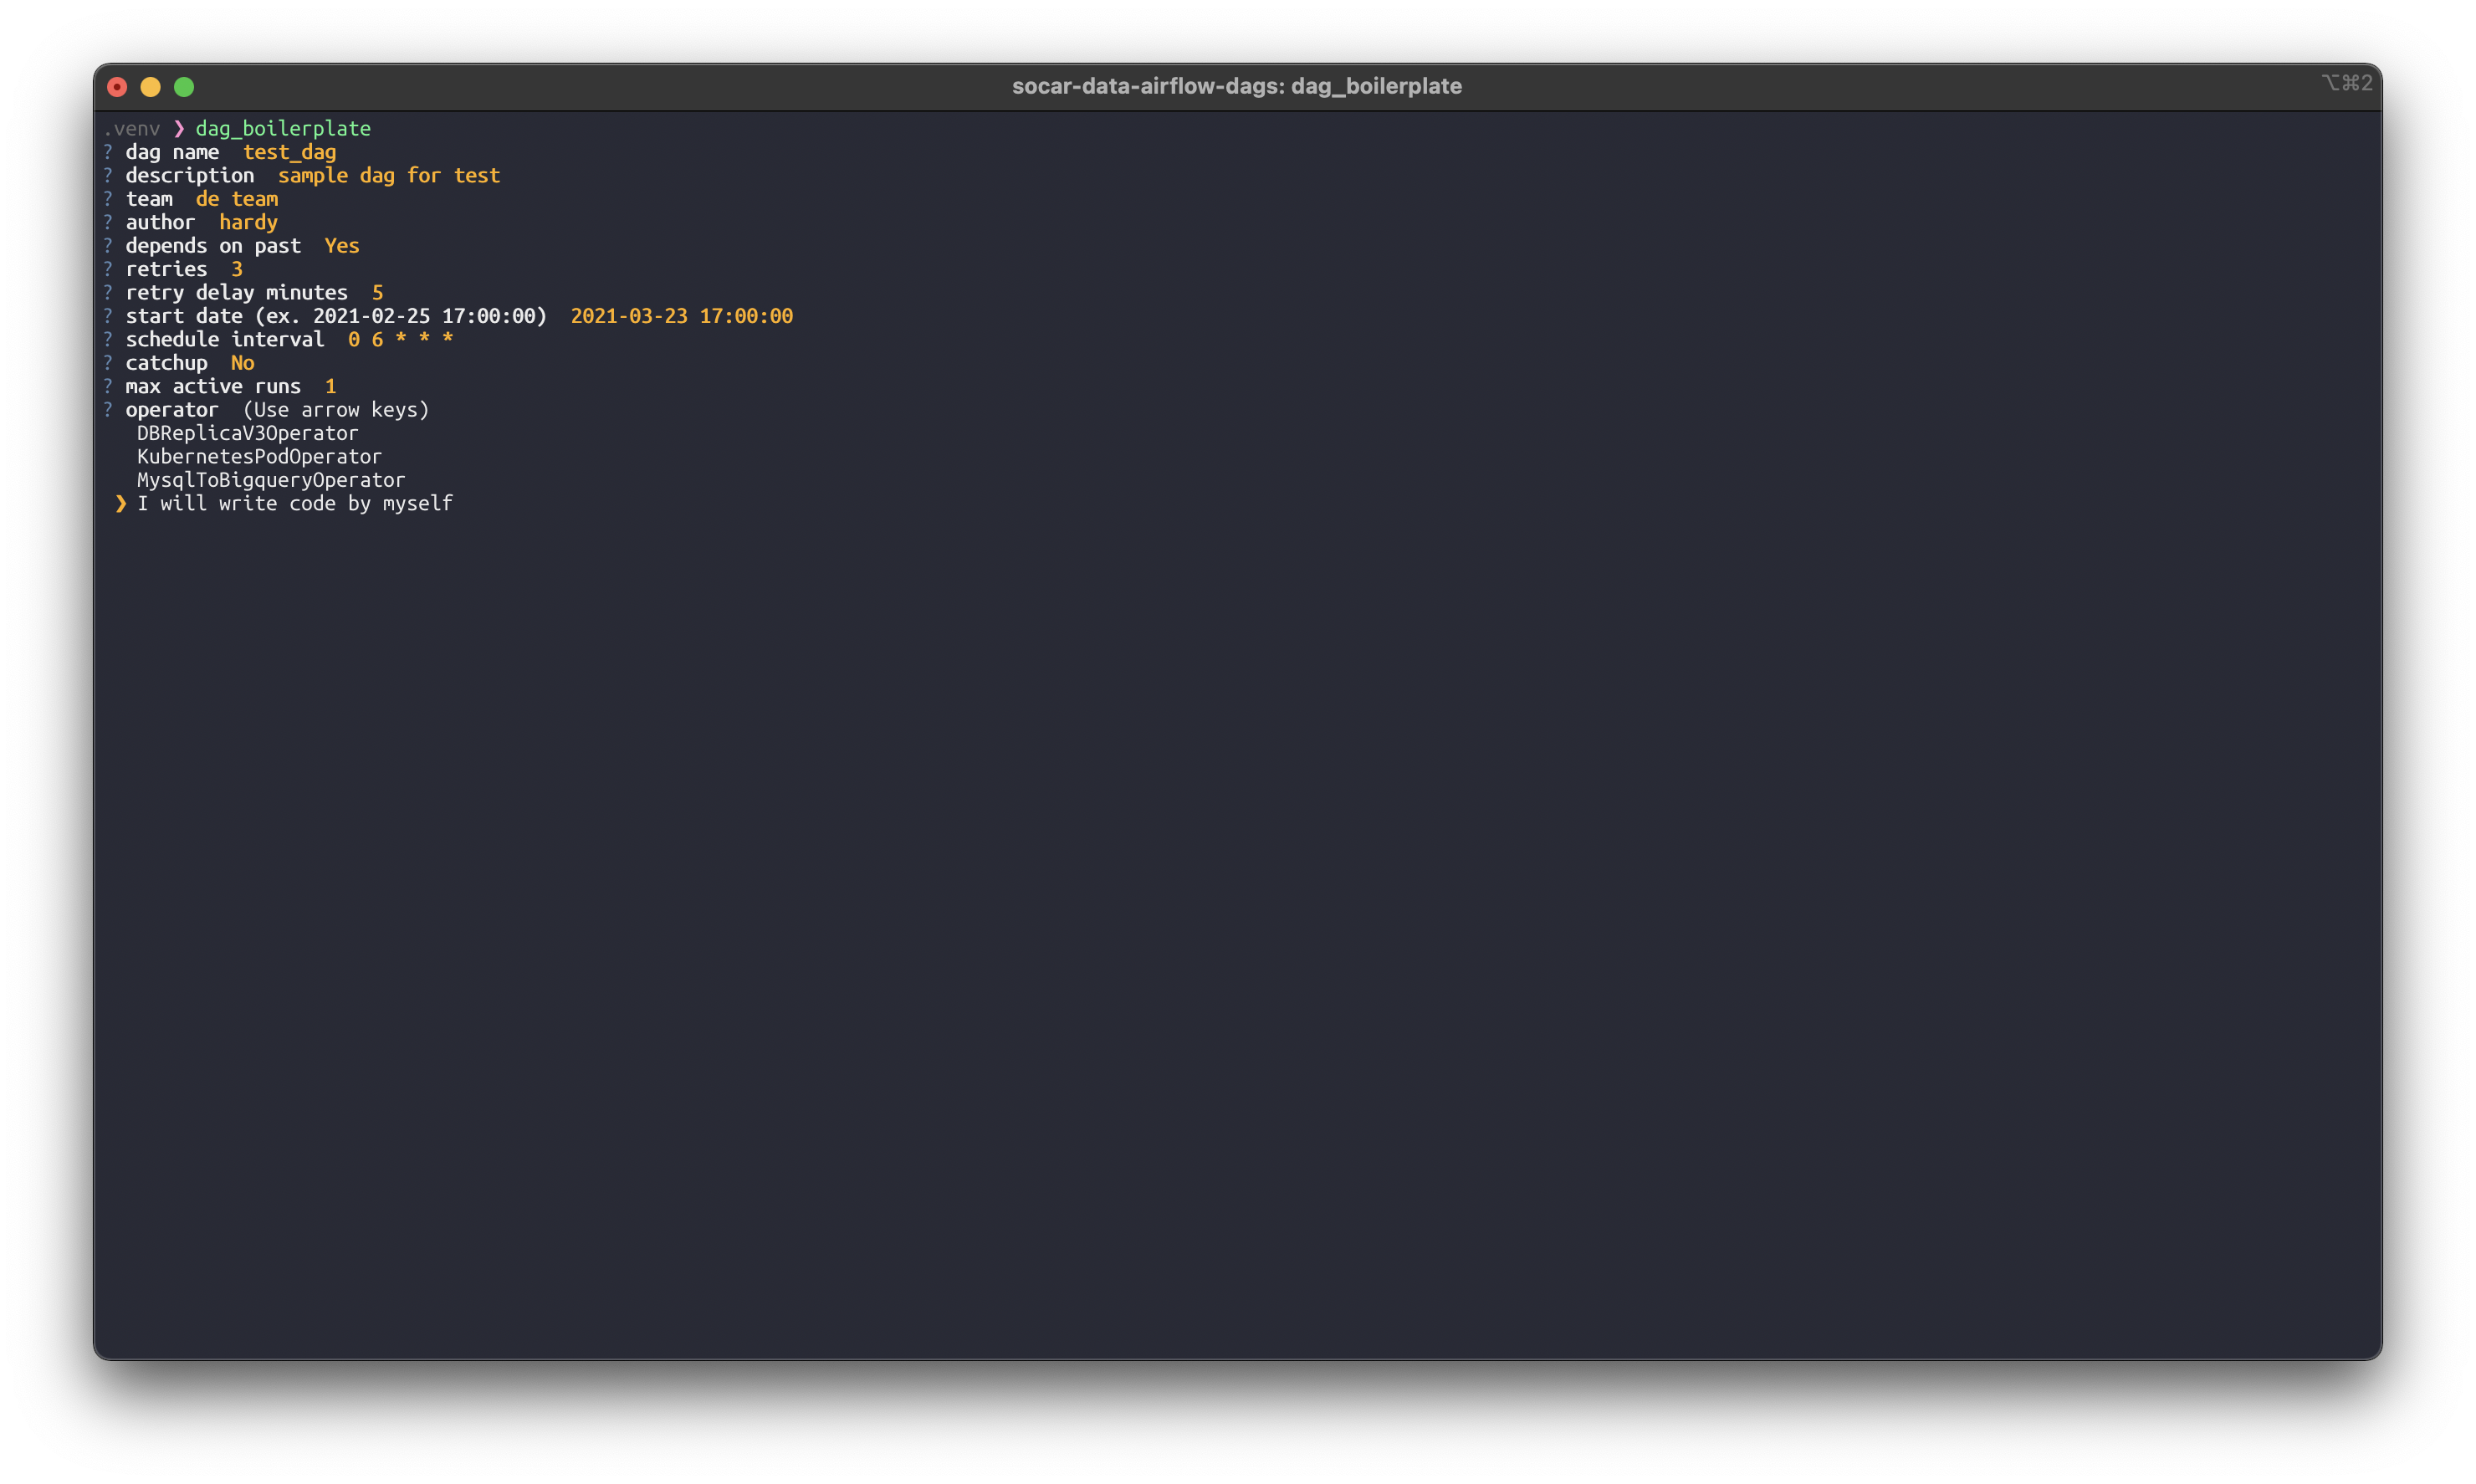 socar-data-airflow-dags: dag_boilerplate
⌥⌘2
.venv ❯ dag_boilerplate
? dag name  test_dag
? description  sample dag for test
? team  de team
? author  hardy
? depends on past  Yes
? retries  3
? retry delay minutes  5
? start date (ex. 2021-02-25 17:00:00)  2021-03-23 17:00:00
? schedule interval  0 6 * * *
? catchup  No
? max active runs  1
? operator  (Use arrow keys)
DBReplicaV3Operator
KubernetesPodOperator
MysqlToBigqueryOperator
❯ I will write code by myself